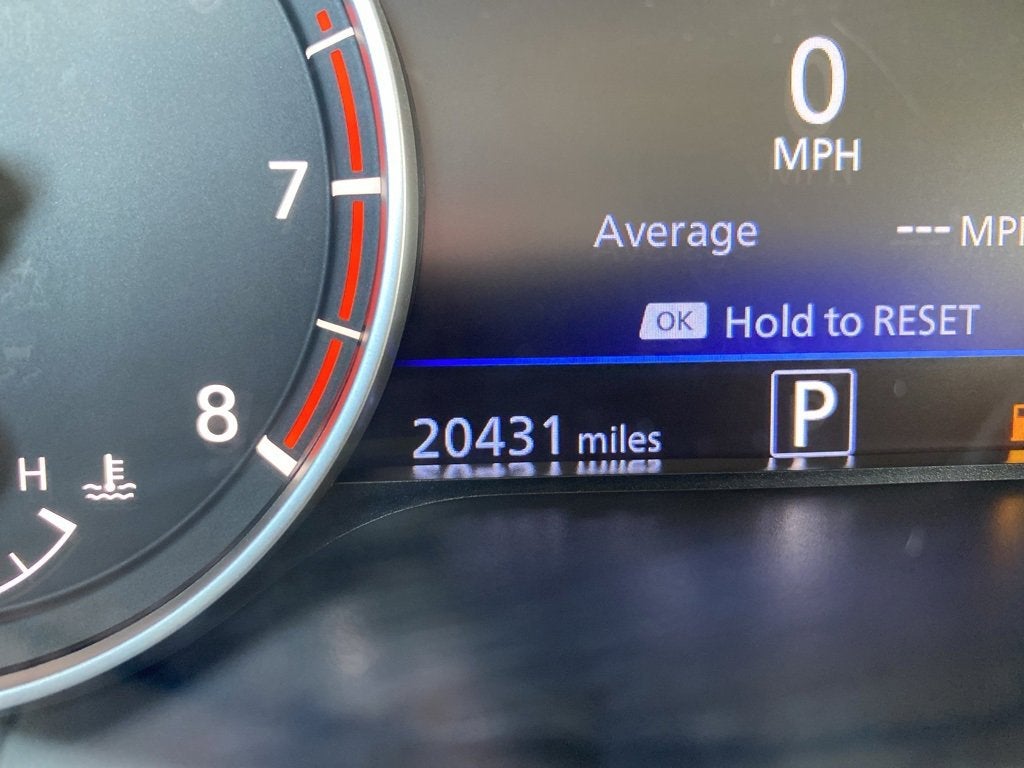 0
MPH
7
Average --- MPH
OK Hold to RESET
8
20431 miles
P
H